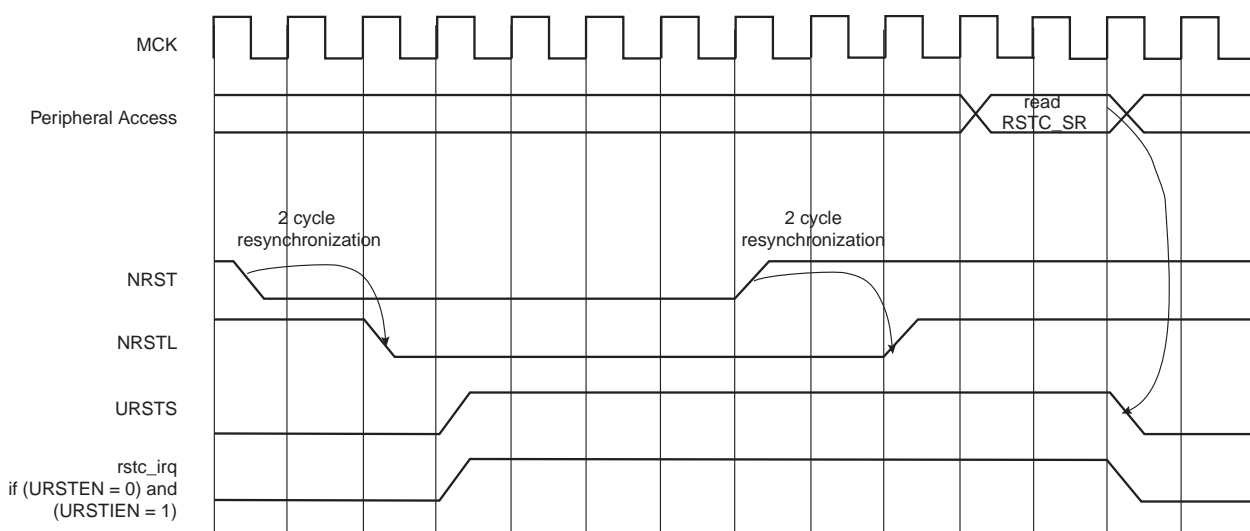 MCK
Peripheral Access
read
RSTC_SR
2 cycle
resynchronization
2 cycle
resynchronization
NRST
NRSTL
URSTS
rstc_irq
if (URSTEN = 0) and
(URSTIEN = 1)